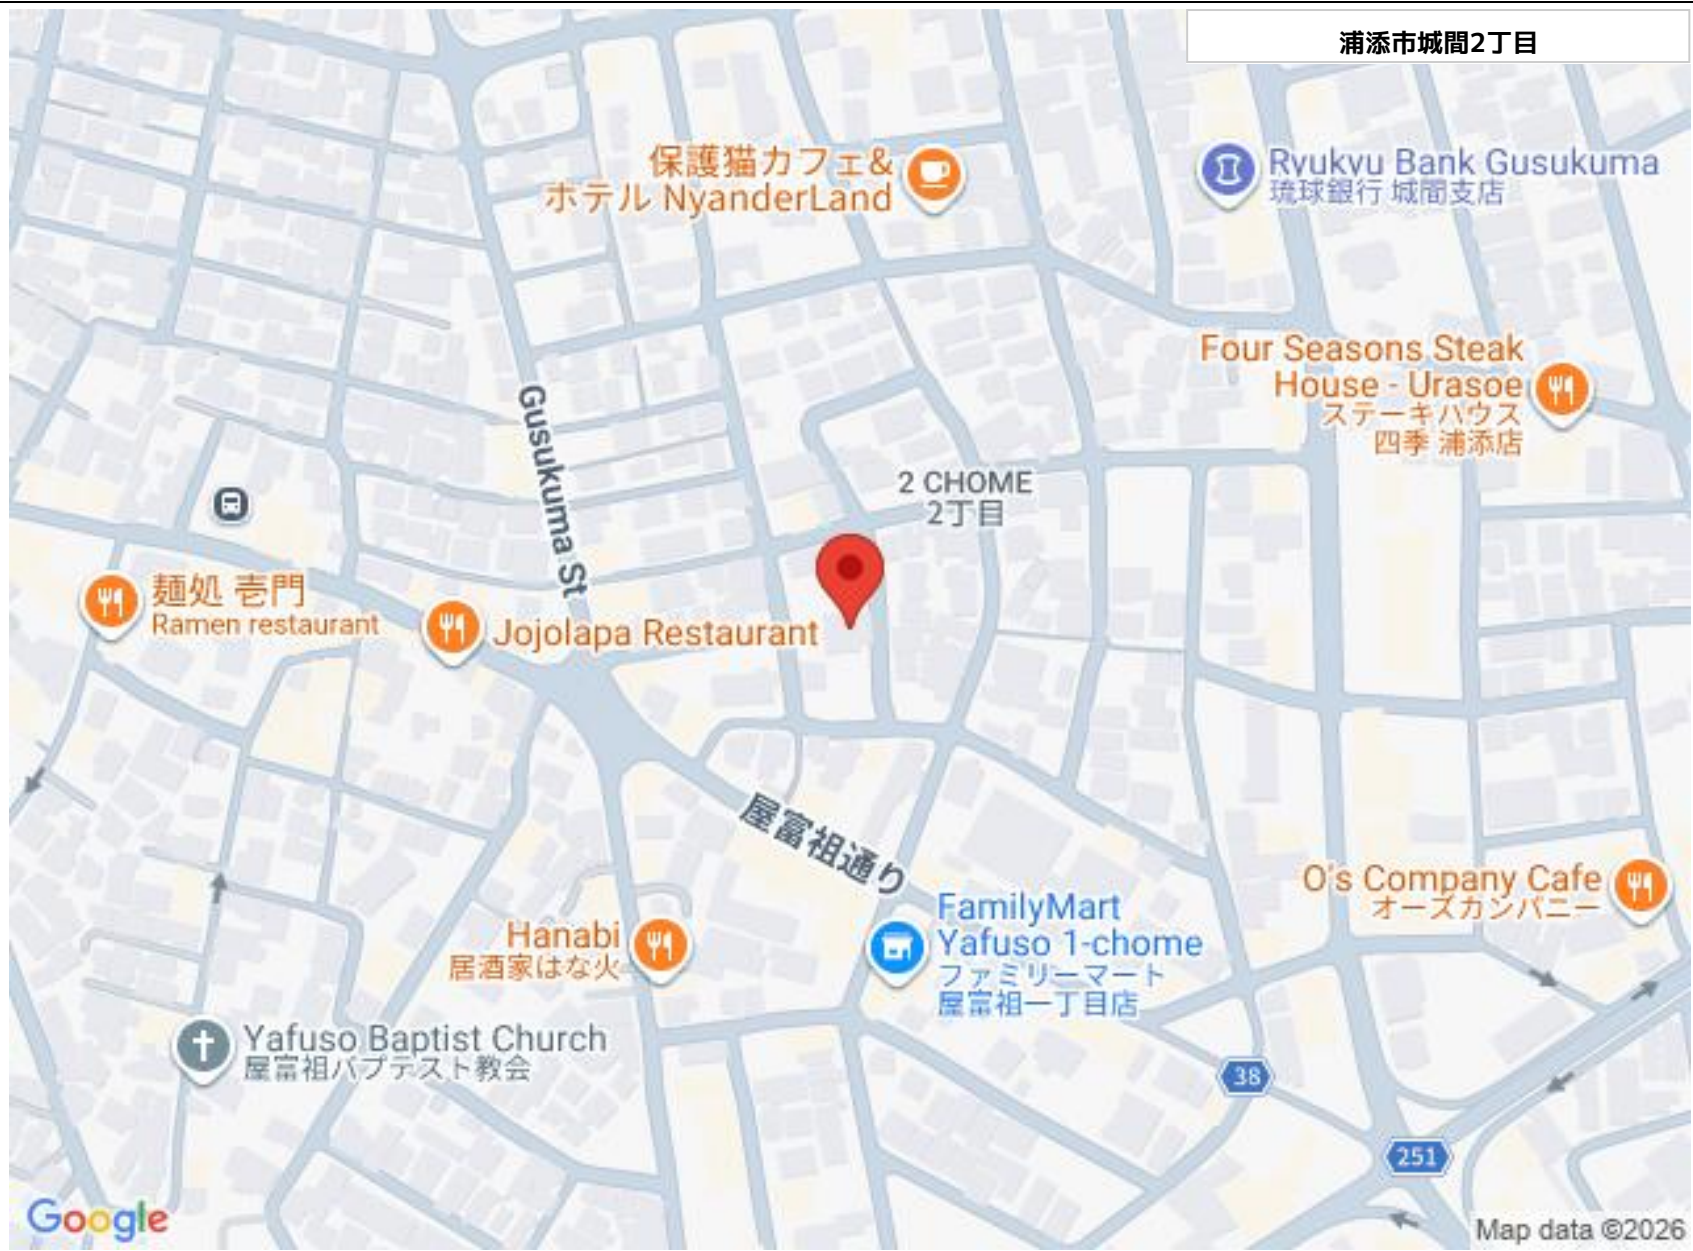 浦添市城間2丁目
保護猫カフェ&
ホテル NyanderLand
Ryukyu Bank Gusukuma
琉球銀行 城間支店
Four Seasons Steak
House - Urasoe
ステーキハウス
四季 浦添店
Gusukuma St
2 CHOME
2丁目
麺処 壱門
Ramen restaurant
Jojolapa Restaurant
屋富祖通り
O's Company Cafe
オーズカンパニー
FamilyMart
Yafuso 1-chome
ファミリーマート
屋富祖一丁目店
Hanabi
居酒家はな火
Yafuso Baptist Church
屋富祖バプテスト教会
38
251
Google
Map data ©2026